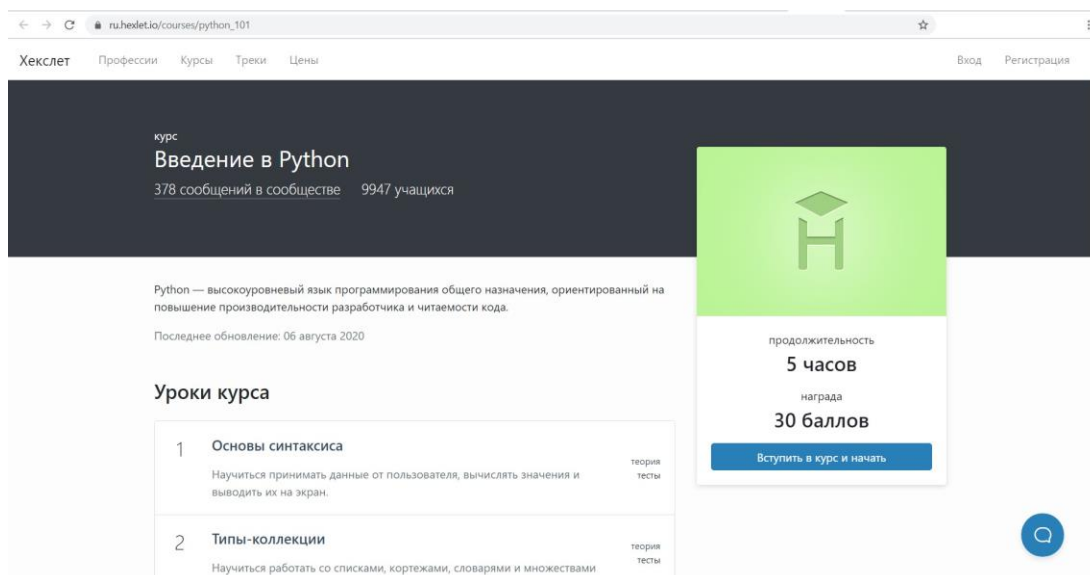 ru.hexlet.io/courses/python_101
Хекслет Профессии Курсы Треки Цены Вход Регистрация
курс
Введение в Python
378 сообщений в сообществе 9947 учащихся
Python — высокоуровневый язык программирования общего назначения, ориентированный на
повышение производительности разработчика и читаемости кода.
Последнее обновление: 06 августа 2020
Уроки курса
1 Основы синтаксиса
Научиться принимать данные от пользователя, вычислять значения и
выводить их на экран.
теория
тесты
2 Типы-коллекции
Научиться работать со списками, кортежами, словарями и множествами
теория
тесты
H
продолжительность
5 часов
награда
30 баллов
Вступить в курс и начать